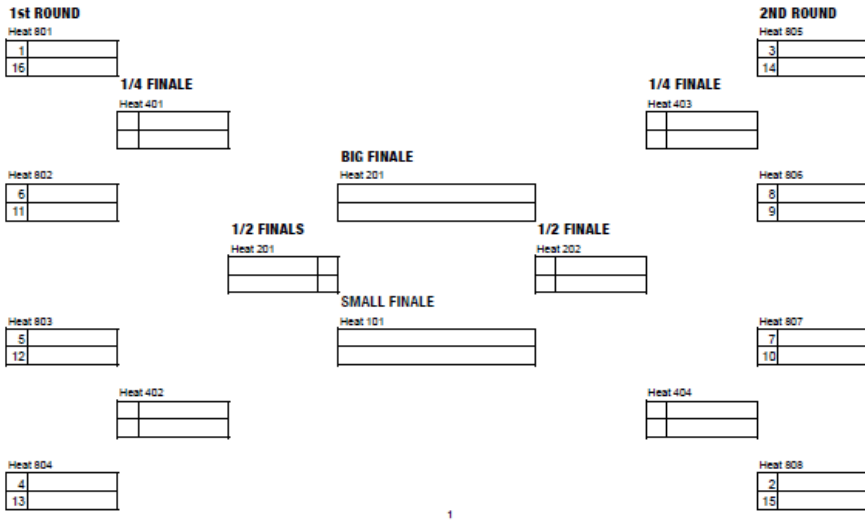 1st ROUND
2ND ROUND
Heat 801
Heat 805
1
3
16
14
1/4 FINALE
1/4 FINALE
Heat 401
Heat 403
BIG FINALE
Heat 802
Heat 201
Heat 806
6
8
11
9
1/2 FINALS
1/2 FINALE
Heat 201
Heat 202
SMALL FINALE
Heat 803
Heat 101
Heat 807
5
7
12
10
Heat 402
Heat 404
Heat 804
Heat 808
4
2
13
15
1